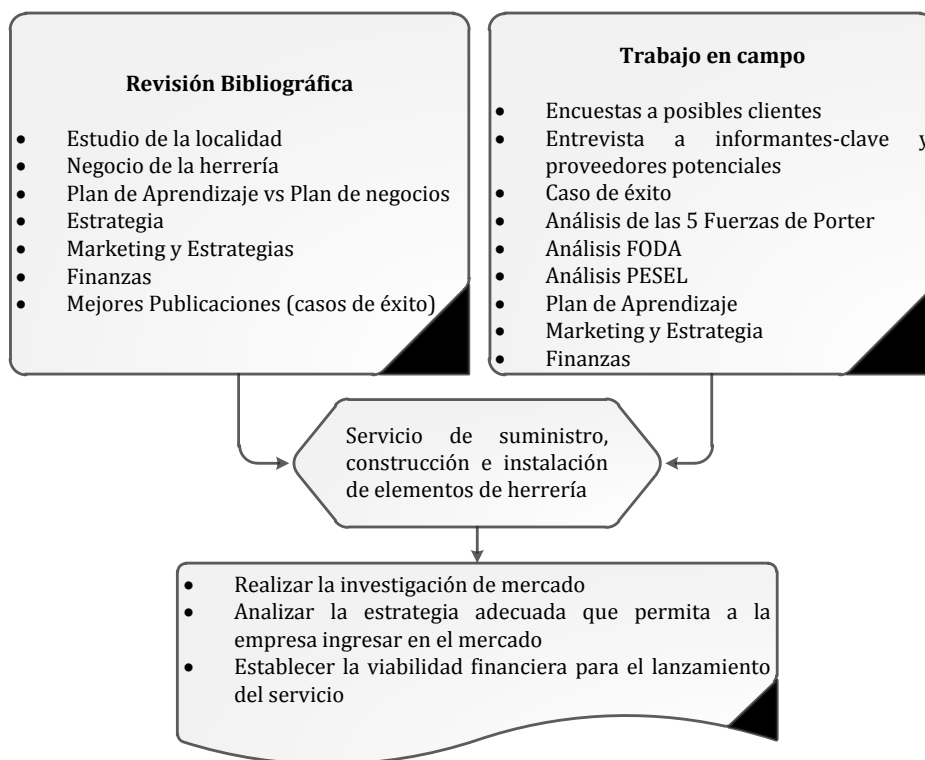 Revisión Bibliográfica
• Estudio de la localidad
• Negocio de la herrería
• Plan de Aprendizaje vs Plan de negocios
• Estrategia
• Marketing y Estrategias
• Finanzas
• Mejores Publicaciones (casos de éxito)
Trabajo en campo
• Encuestas a posibles clientes
• Entrevista a informantes-clave y
proveedores potenciales
• Caso de éxito
• Análisis de las 5 Fuerzas de Porter
• Análisis FODA
• Análisis PESEL
• Plan de Aprendizaje
• Marketing y Estrategia
• Finanzas
Servicio de suministro,
construcción e instalación
de elementos de herrería
• Realizar la investigación de mercado
• Analizar la estrategia adecuada que permita a la
empresa ingresar en el mercado
• Establecer la viabilidad financiera para el lanzamiento
del servicio